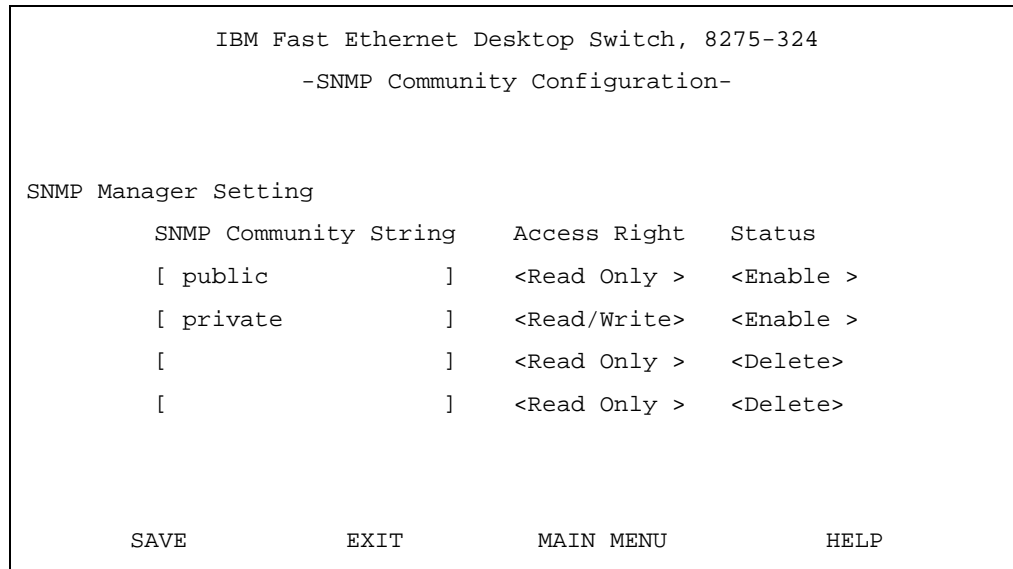 IBM Fast Ethernet Desktop Switch, 8275-324
-SNMP Community Configuration-
SNMP Manager Setting
SNMP Community String Access Right Status
[ public ] <Read Only > <Enable >
[ private ] <Read/Write> <Enable >
[ ] <Read Only > <Delete>
[ ] <Read Only > <Delete>
SAVE EXIT MAIN MENU HELP